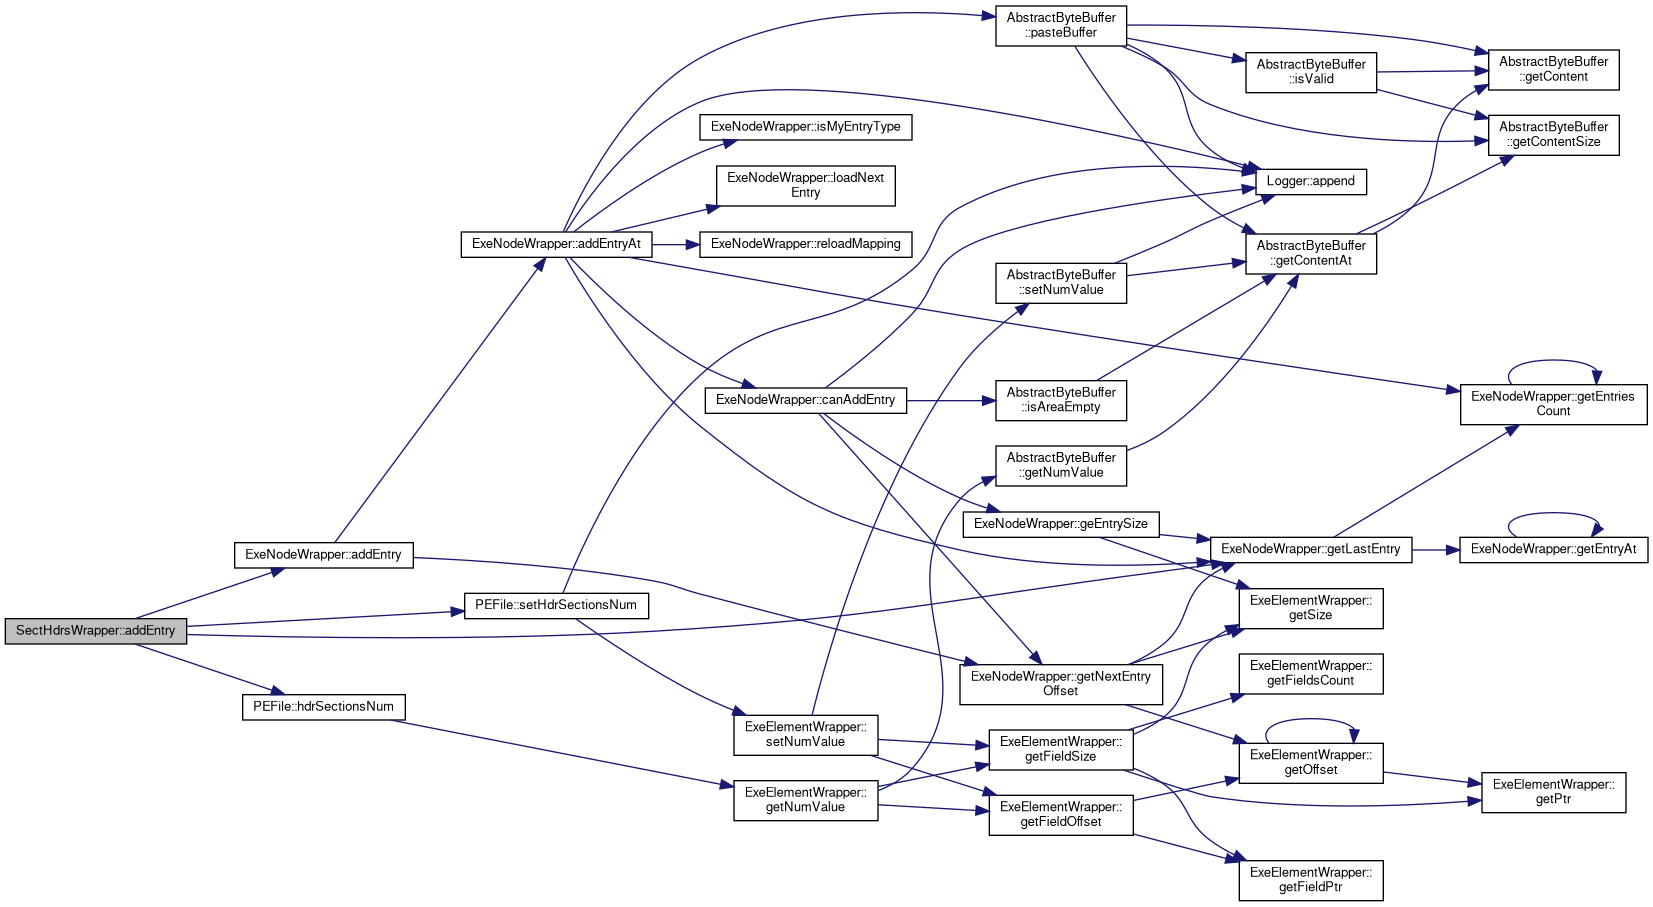 AbstractByteBuffer
::pasteBuffer
AbstractByteBuffer
::getContent
AbstractByteBuffer
::isValid
ExeNodeWrapper::isMyEntryType
AbstractByteBuffer
::getContentSize
ExeNodeWrapper::loadNext
Entry
Logger::append
ExeNodeWrapper::addEntryAt
ExeNodeWrapper::reloadMapping
AbstractByteBuffer
::getContentAt
AbstractByteBuffer
::setNumValue
ExeNodeWrapper::canAddEntry
AbstractByteBuffer
::isAreaEmpty
ExeNodeWrapper::getEntries
Count
AbstractByteBuffer
::getNumValue
ExeNodeWrapper::geEntrySize
ExeNodeWrapper::addEntry
ExeNodeWrapper::getLastEntry
ExeNodeWrapper::getEntryAt
SectHdrsWrapper::addEntry
PEFile::setHdrSectionsNum
ExeElementWrapper::
getSize
ExeNodeWrapper::getNextEntry
Offset
ExeElementWrapper::
getFieldsCount
PEFile::hdrSectionsNum
ExeElementWrapper::
setNumValue
ExeElementWrapper::
getFieldSize
ExeElementWrapper::
getOffset
ExeElementWrapper::
getPtr
ExeElementWrapper::
getNumValue
ExeElementWrapper::
getFieldOffset
ExeElementWrapper::
getFieldPtr